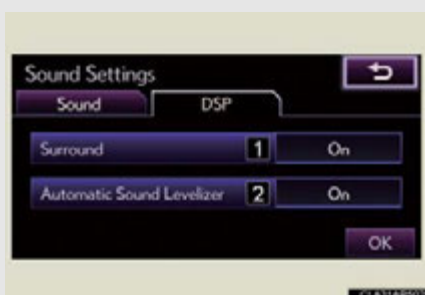 Sound Settings
Sound DSP
Surround 1 On
Automatic Sound Levelizer 2 On
OK